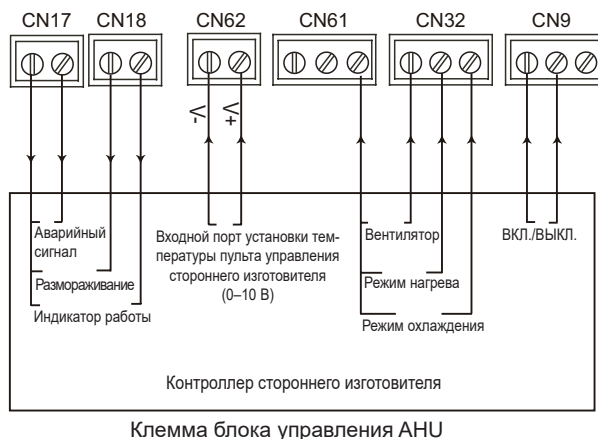 CN17 CN18 CN62 CN61 CN32 CN9
V- V+
Аварийный
сигнал
Размораживание
Индикатор работы
Входной порт установки тем-
пературы пульта управления
стороннего изготовителя
(0–10 В)
Вентилятор
Режим нагрева
Режим охлаждения
ВКЛ./ВЫКЛ.
Контроллер стороннего изготовителя
Клемма блока управления AHU